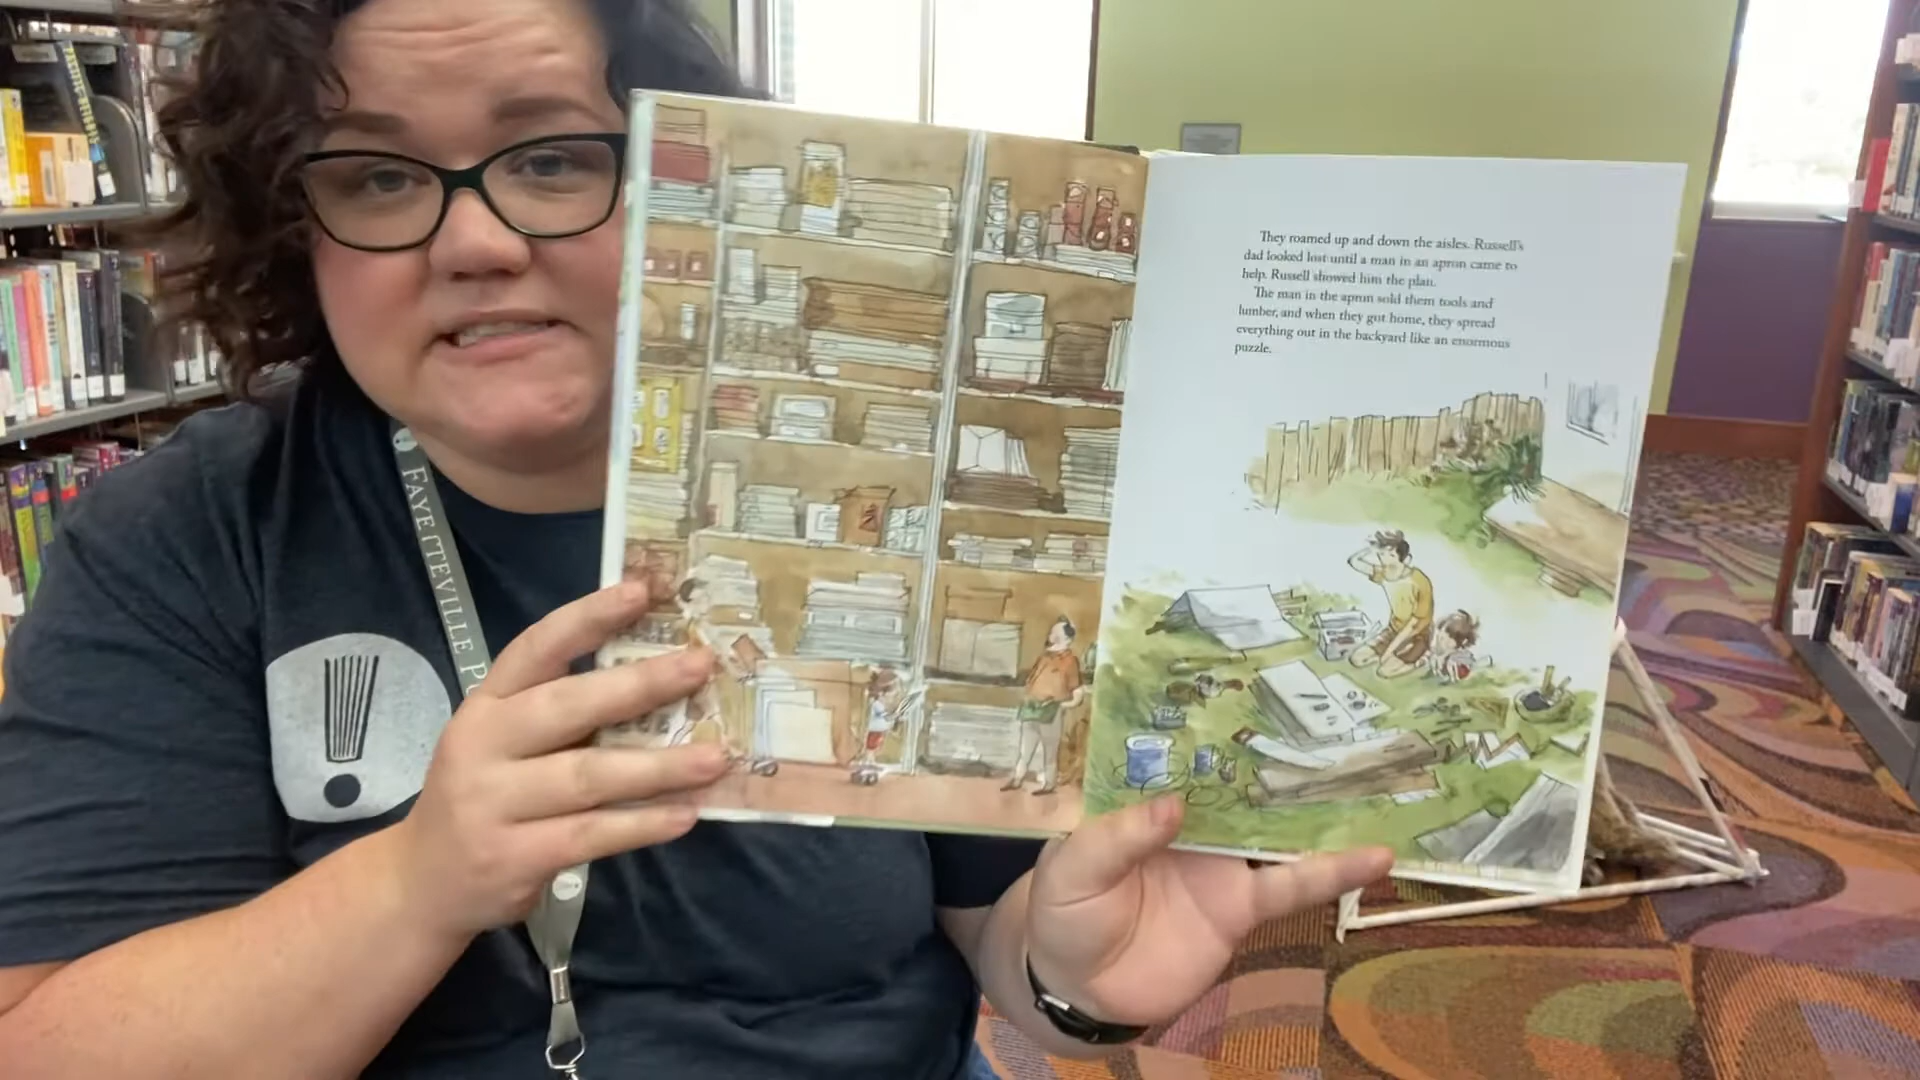 They roamed up and down the aisles. Russell's
dad looked lost until a man in an apron came to
help. Russell showed him the plan.
The man in the apron sold them tools and
lumber, and when they got home, they spread
everything out in the backyard like an enormous
puzzle.
FAYETTEVILLE PU